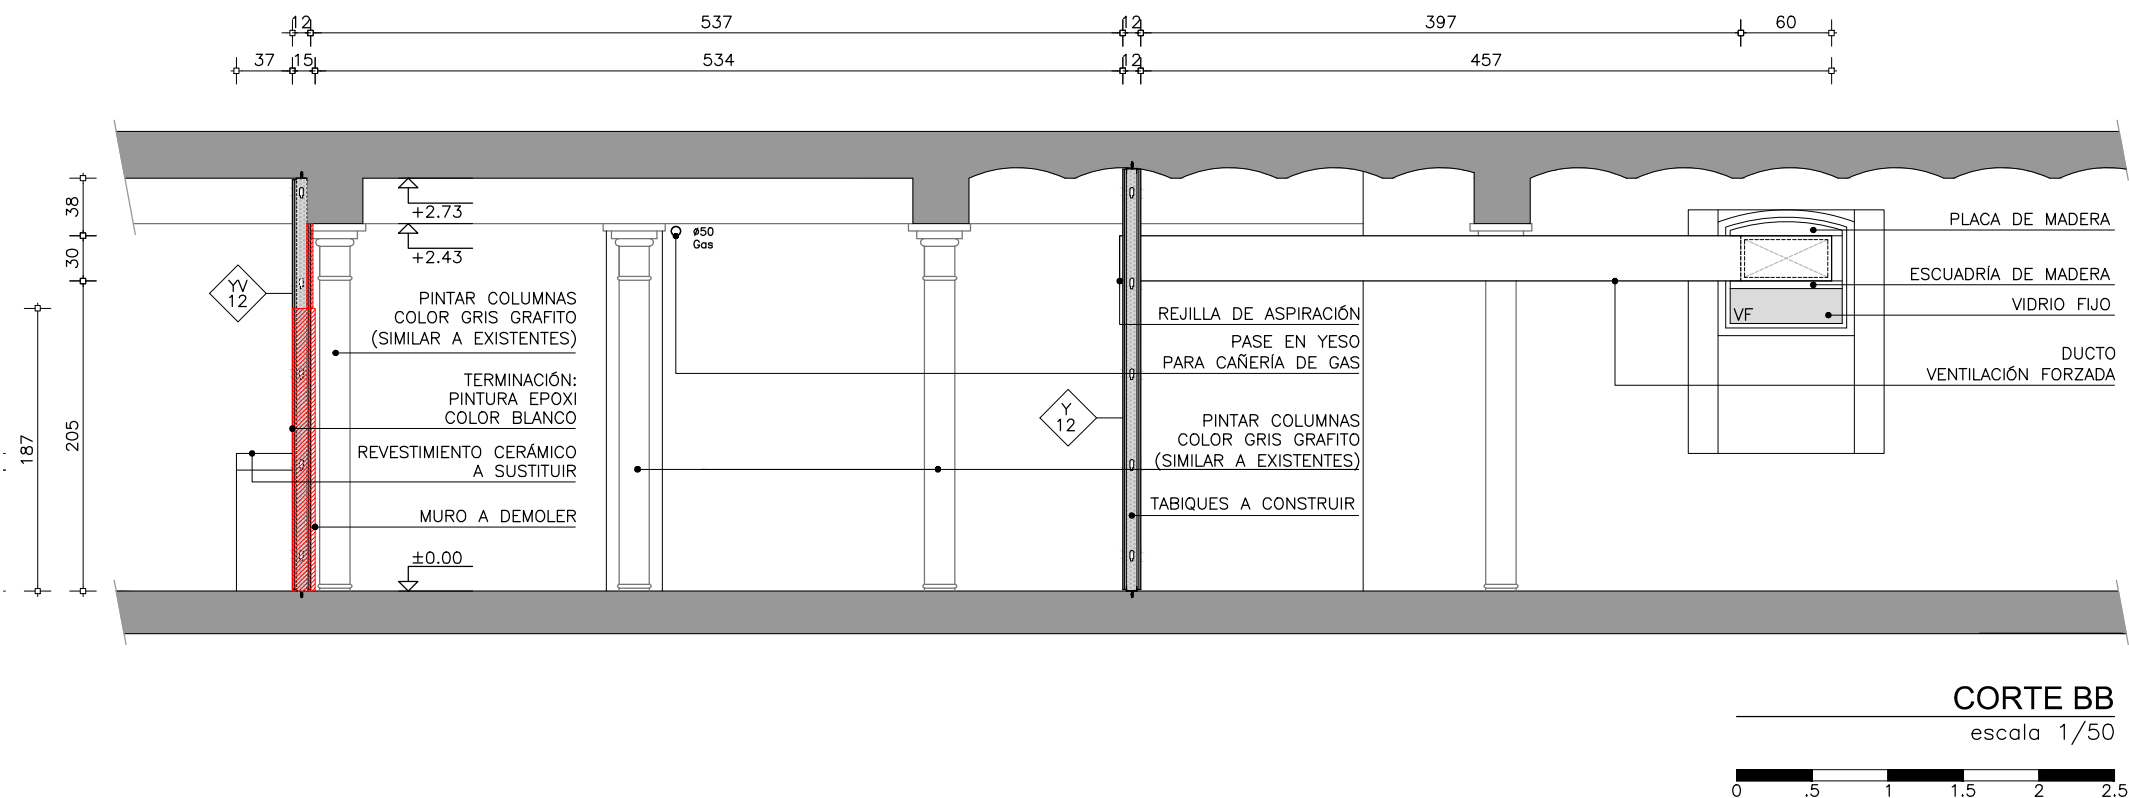 12 537 12 397 60
37 15 534 12 457
38
30
205
187
+2.73
+2.43
ø50
Gas
YV
12
PINTAR COLUMNAS
COLOR GRIS GRAFITO
(SIMILAR A EXISTENTES)
TERMINACIÓN:
PINTURA EPOXI
COLOR BLANCO
REVESTIMIENTO CERÁMICO
A SUSTITUIR
MURO A DEMOLER
±0.00
REJILLA DE ASPIRACIÓN
PASE EN YESO
PARA CAÑERÍA DE GAS
Y
12
PINTAR COLUMNAS
COLOR GRIS GRAFITO
(SIMILAR A EXISTENTES)
TABIQUES A CONSTRUIR
PLACA DE MADERA
ESCUADRÍA DE MADERA
VIDRIO FIJO
VF
DUCTO
VENTILACIÓN FORZADA
CORTE BB
escala 1/50
0 .5 1 1.5 2 2.5